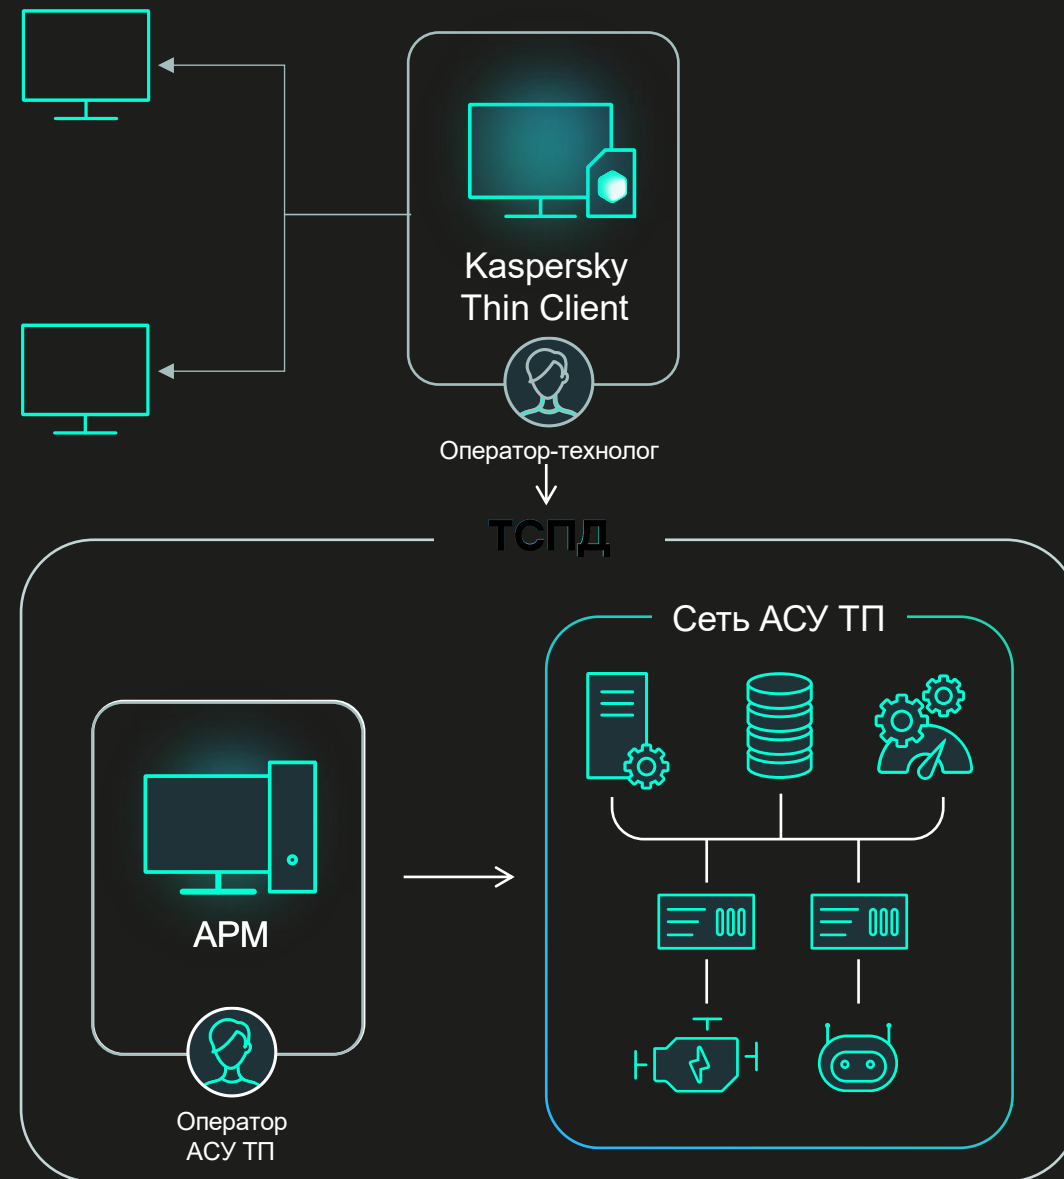 Kaspersky
Thin Client
Оператор-технолог
ТСПД
Сеть АСУ ТП
АРМ
Оператор
АСУ ТП